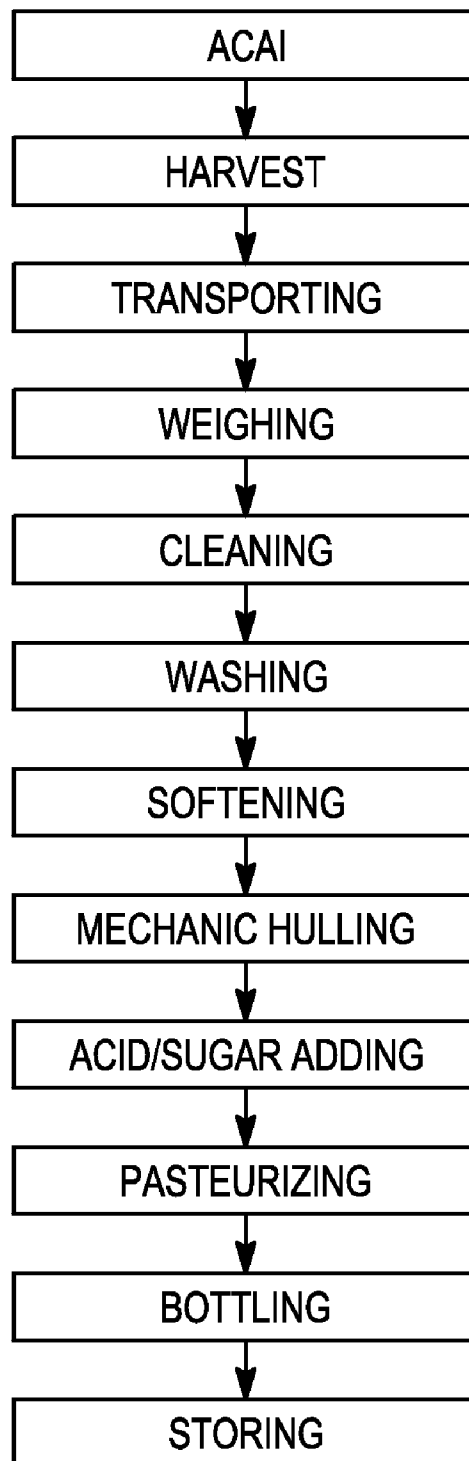 ACAI
HARVEST
TRANSPORTING
WEIGHING
CLEANING
WASHING
SOFTENING
MECHANIC HULLING
ACID/SUGAR ADDING
PASTEURIZING
BOTTLING
STORING